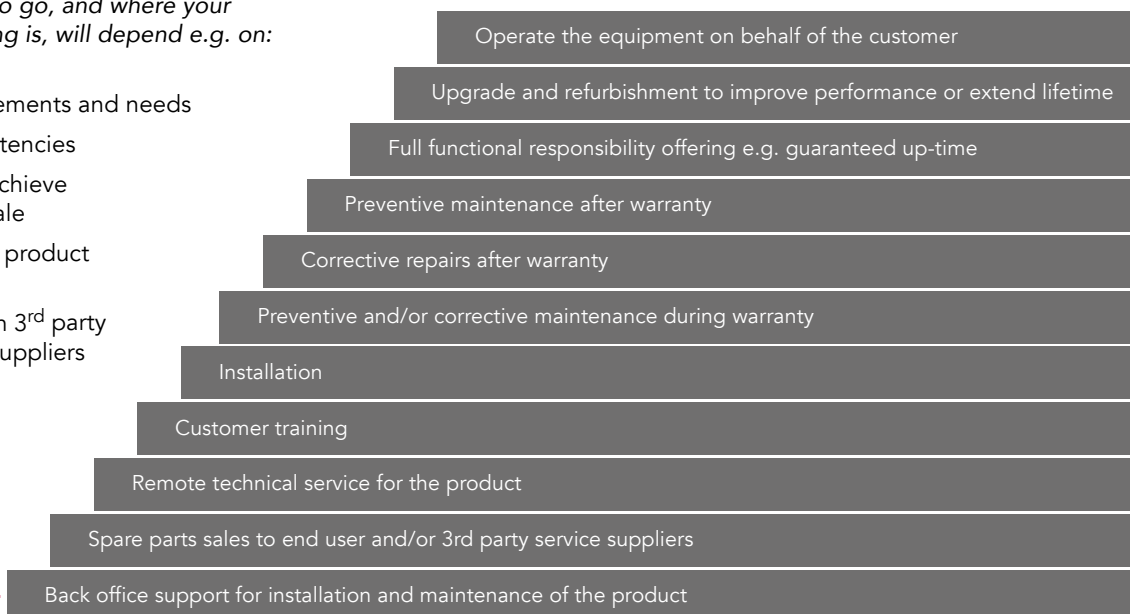 o go, and where your
ng is, will depend e.g. on:
ements and needs
tencies
chieve
ale
product
n 3rd party
uppliers
Operate the equipment on behalf of the customer
Upgrade and refurbishment to improve performance or extend lifetime
Full functional responsibility offering e.g. guaranteed up-time
Preventive maintenance after warranty
Corrective repairs after warranty
Preventive and/or corrective maintenance during warranty
Installation
Customer training
Remote technical service for the product
Spare parts sales to end user and/or 3rd party service suppliers
Back office support for installation and maintenance of the product